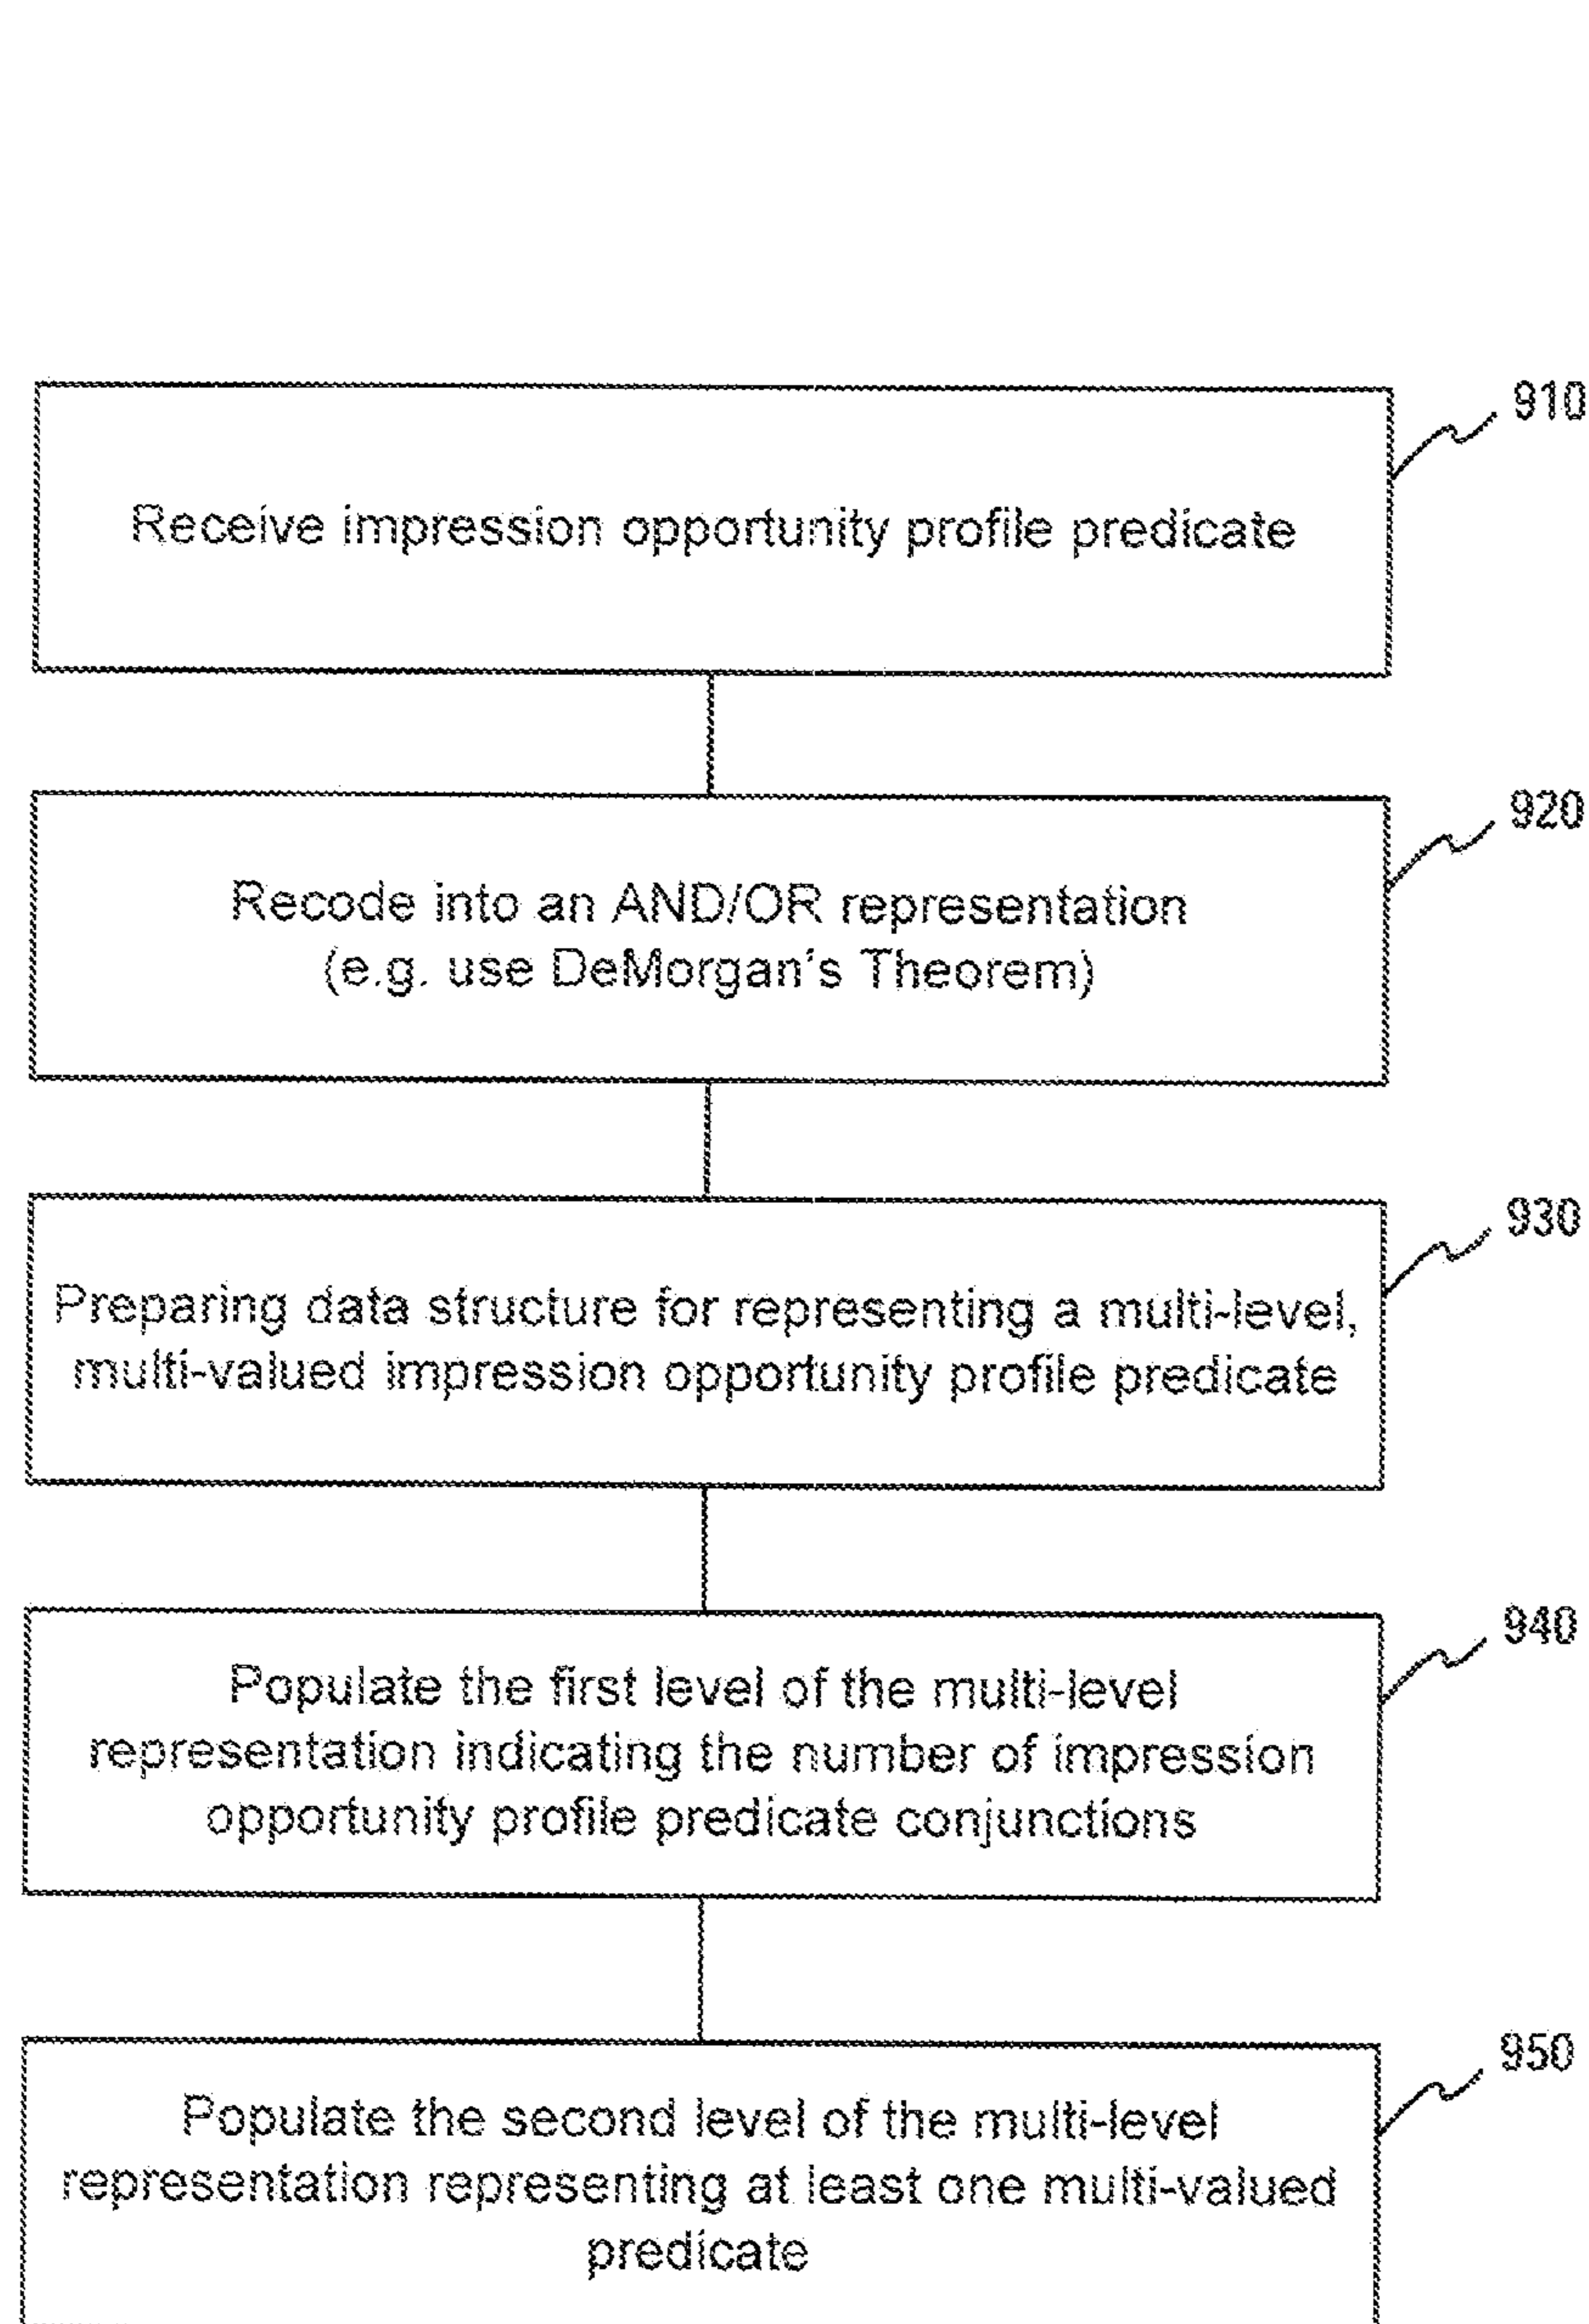 910
Receive impression opportunity profile predicate
920
Recode into an AND/OR representation
(e.g. use DeMorgan's Theorem)
930
Preparing data structure for representing a multi-level,
multi-valued impression opportunity profile predicate
940
Populate the first level of the multi-level
representation indicating the number of impression
opportunity profile predicate conjunctions
950
Populate the second level of the multi-level
representation representing at least one multi-valued
predicate